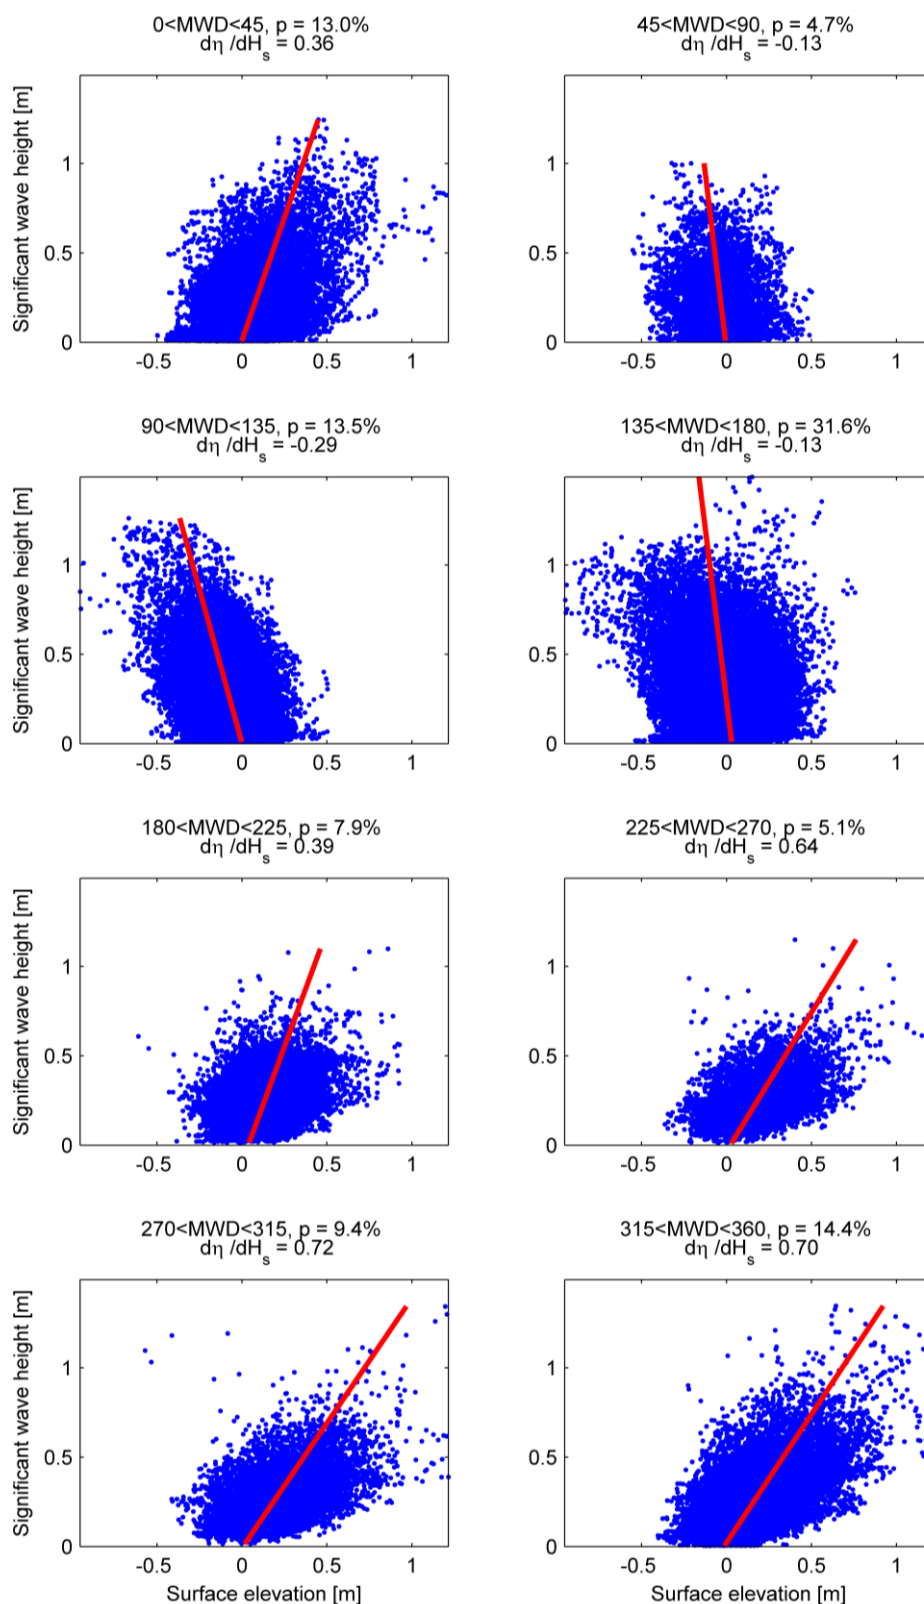 0<MWD<45, p = 13.0%
dη /dHs = 0.36
45<MWD<90, p = 4.7%
dη /dHs = -0.13
Significant wave height [m]
1
0.5
0
-0.5 0 0.5 1
1
0.5
0
-0.5 0 0.5 1
90<MWD<135, p = 13.5%
dη /dHs = -0.29
135<MWD<180, p = 31.6%
dη /dHs = -0.13
Significant wave height [m]
1
0.5
0
-0.5 0 0.5 1
1
0.5
0
-0.5 0 0.5 1
180<MWD<225, p = 7.9%
dη /dHs = 0.39
225<MWD<270, p = 5.1%
dη /dHs = 0.64
Significant wave height [m]
1
0.5
0
-0.5 0 0.5 1
1
0.5
0
-0.5 0 0.5 1
270<MWD<315, p = 9.4%
dη /dHs = 0.72
315<MWD<360, p = 14.4%
dη /dHs = 0.70
Significant wave height [m]
1
0.5
0
-0.5 0 0.5 1
Surface elevation [m]
1
0.5
0
-0.5 0 0.5 1
Surface elevation [m]